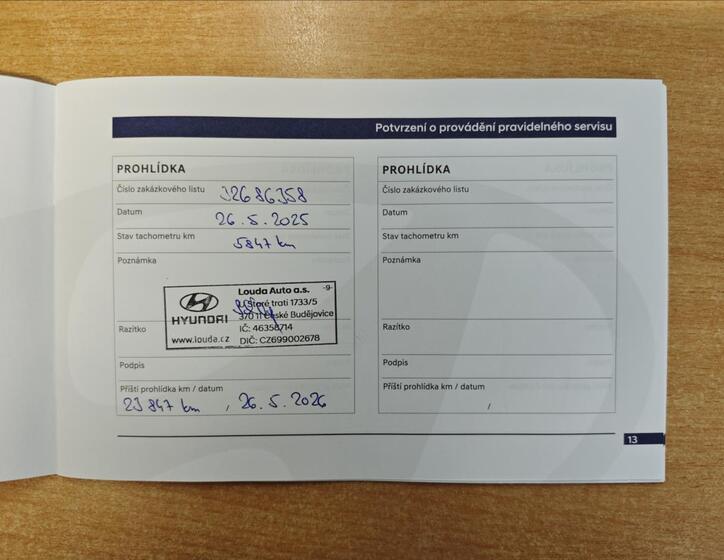 Potvrzení o provádění pravidelného servisu
PROHLÍDKA
Číslo zakázkového listu J2686358
Datum 26.5.2025
Stav tachometru km 5847 km
Poznámka
Louda Auto a.s. -9-
Staré trati 1733/5
370 11 České Budějovice
HYUNDAI IČ: 46358714
www.louda.cz DIČ: CZ699002678
Razítko
Podpis
Příští prohlídka km / datum
23 847 km , 26.5.2026
PROHLÍDKA
Číslo zakázkového listu
Datum
Stav tachometru km
Poznámka
Razítko
Podpis
Příští prohlídka km / datum
/
13